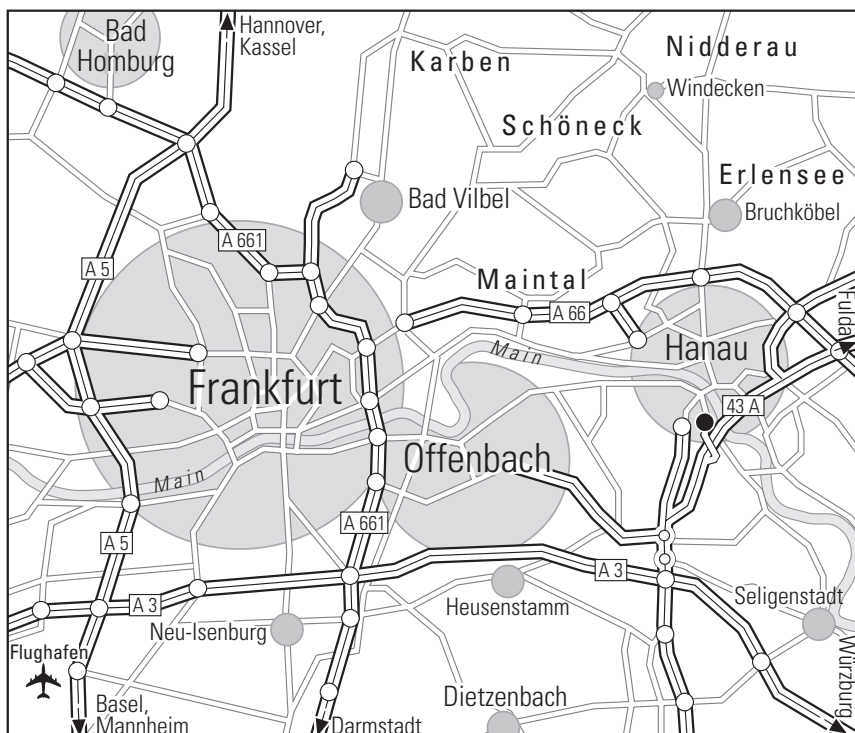 Hannover,
Kassel
Bad
Homburg
Karben
Nidderau
Windecken
Schöneck
Erlensee
Bad Vilbel
Bruchköbel
A 661
A 5
Maintal
A 66
Fulda
Main
Hanau
Frankfurt
43 A
Offenbach
Main
A 661
A 5
A 3
A 3
Heusenstamm
Seligenstadt
Neu-Isenburg
Flughafen
Würzburg
Basel,
Mannheim
Dietzenbach
Darmstadt